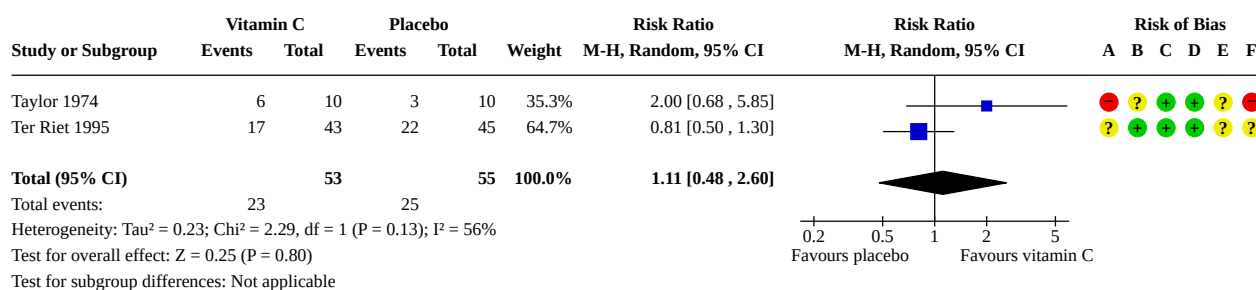 Vitamin C Placebo Risk Ratio Risk Ratio Risk of Bias
Study or Subgroup Events Total Events Total Weight M-H, Random, 95% CI M-H, Random, 95% CI A B C D E F
Taylor 1974 6 10 3 10 35.3% 2.00 [0.68 , 5.85] − ? + + ? −
Ter Riet 1995 17 43 22 45 64.7% 0.81 [0.50 , 1.30] ? + + + ? ?
Total (95% CI) 53 55 100.0% 1.11 [0.48 , 2.60]
Total events: 23 25
Heterogeneity: Tau² = 0.23; Chi² = 2.29, df = 1 (P = 0.13); I² = 56%
0.2 0.5 1 2 5
Test for overall effect: Z = 0.25 (P = 0.80) Favours placebo Favours vitamin C
Test for subgroup differences: Not applicable